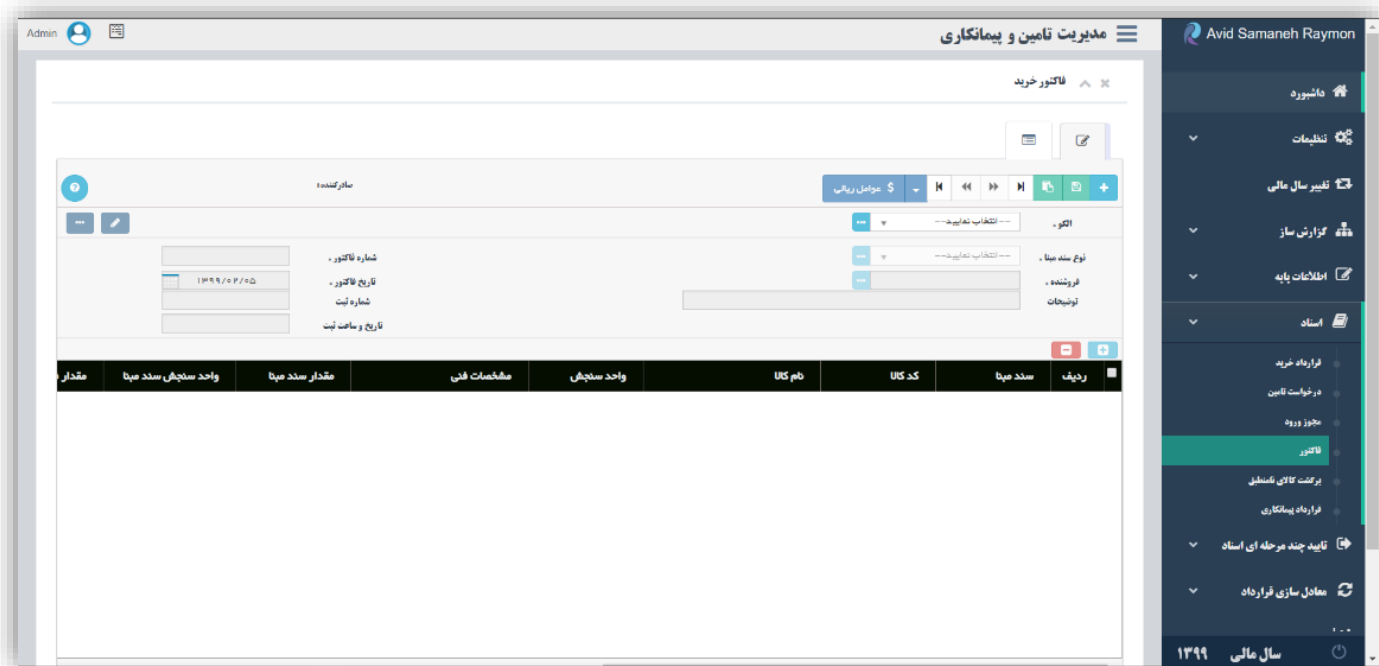 Avid Samaneh Raymon
مدیریت تامین و پیمانکاری
Admin
داشبورد
تنظیمات
تغییر سال مالی
گزارش ساز
اطلاعات پایه
اسناد
قرارداد خرید
درخواست تامین
مجوز ورود
فاکتور
برگشت کالای نامنطبق
قرارداد پیمانکاری
تایید چند مرحله ای اسناد
معادل سازی قرارداد
سال مالی ۱۳۹۹
فاکتور خرید
$ عوامل ریالی
صادرکننده:
الگو
--انتخاب نمایید--
نوع سند مبنا
--انتخاب نمایید--
شماره فاکتور
فروشنده
تاریخ فاکتور
۱۳۹۹/۰۲/۰۵
توضیحات
شماره ثبت
تاریخ و ساعت ثبت
ردیف سند مبنا کد کالا نام کالا واحد سنجش مشخصات فنی مقدار سند مبنا واحد سنجش سند مبنا مقدار